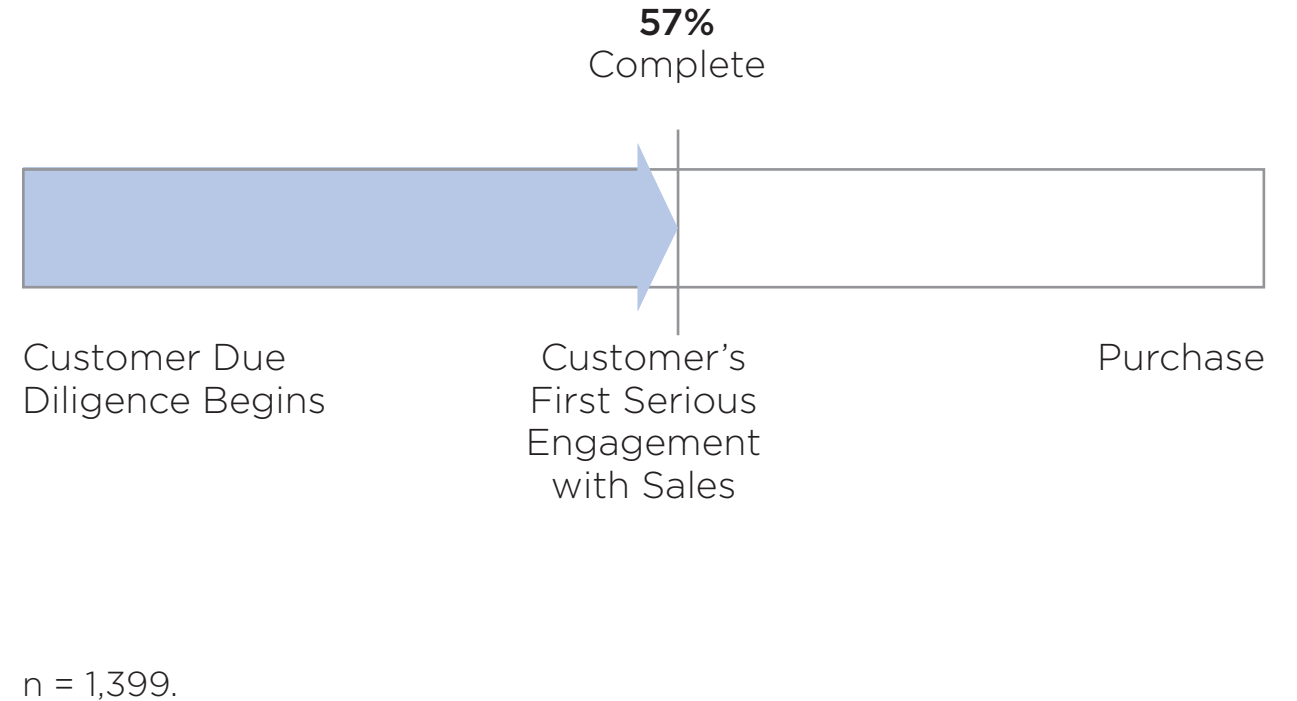 57%
Complete
Customer Due
Diligence Begins
Customer’s
First Serious
Engagement
with Sales
Purchase
n = 1,399.